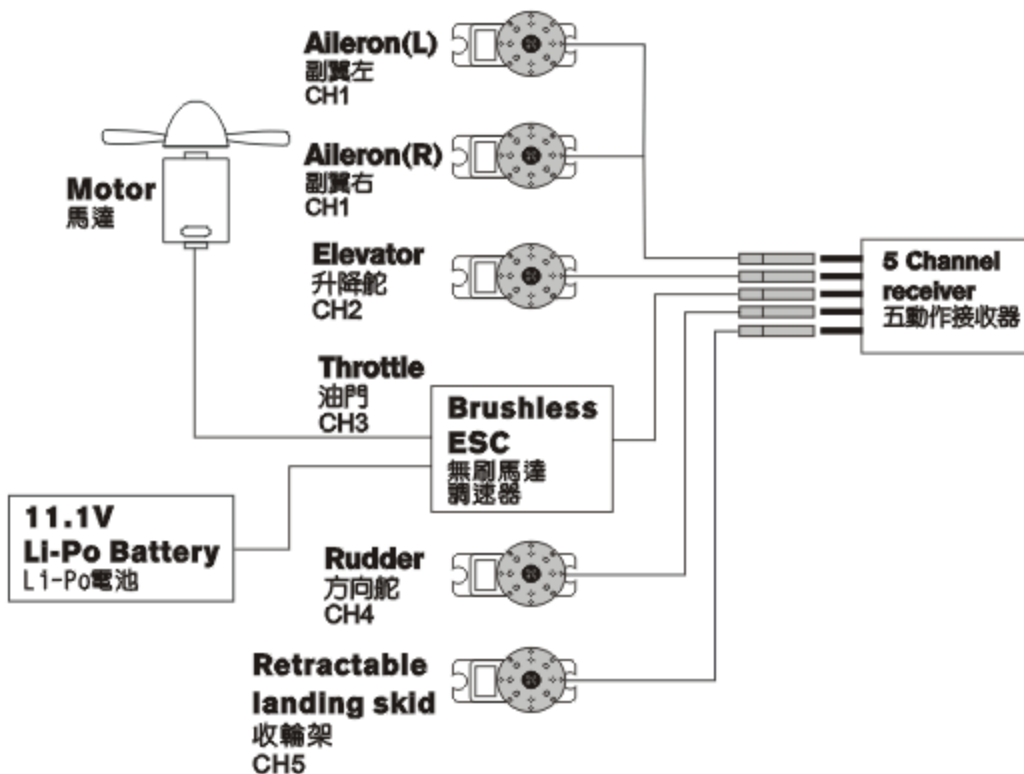 Aileron(L)
副翼左
CH1
Aileron(R)
副翼右
CH1
Motor
馬達
Elevator
升降舵
CH2
5 Channel
receiver
五動作接收器
Throttle
油門
CH3
Brushless
ESC
無刷馬達
調速器
11.1V
Li-Po Battery
Li-Po電池
Rudder
方向舵
CH4
Retractable
landing skid
收輪架
CH5